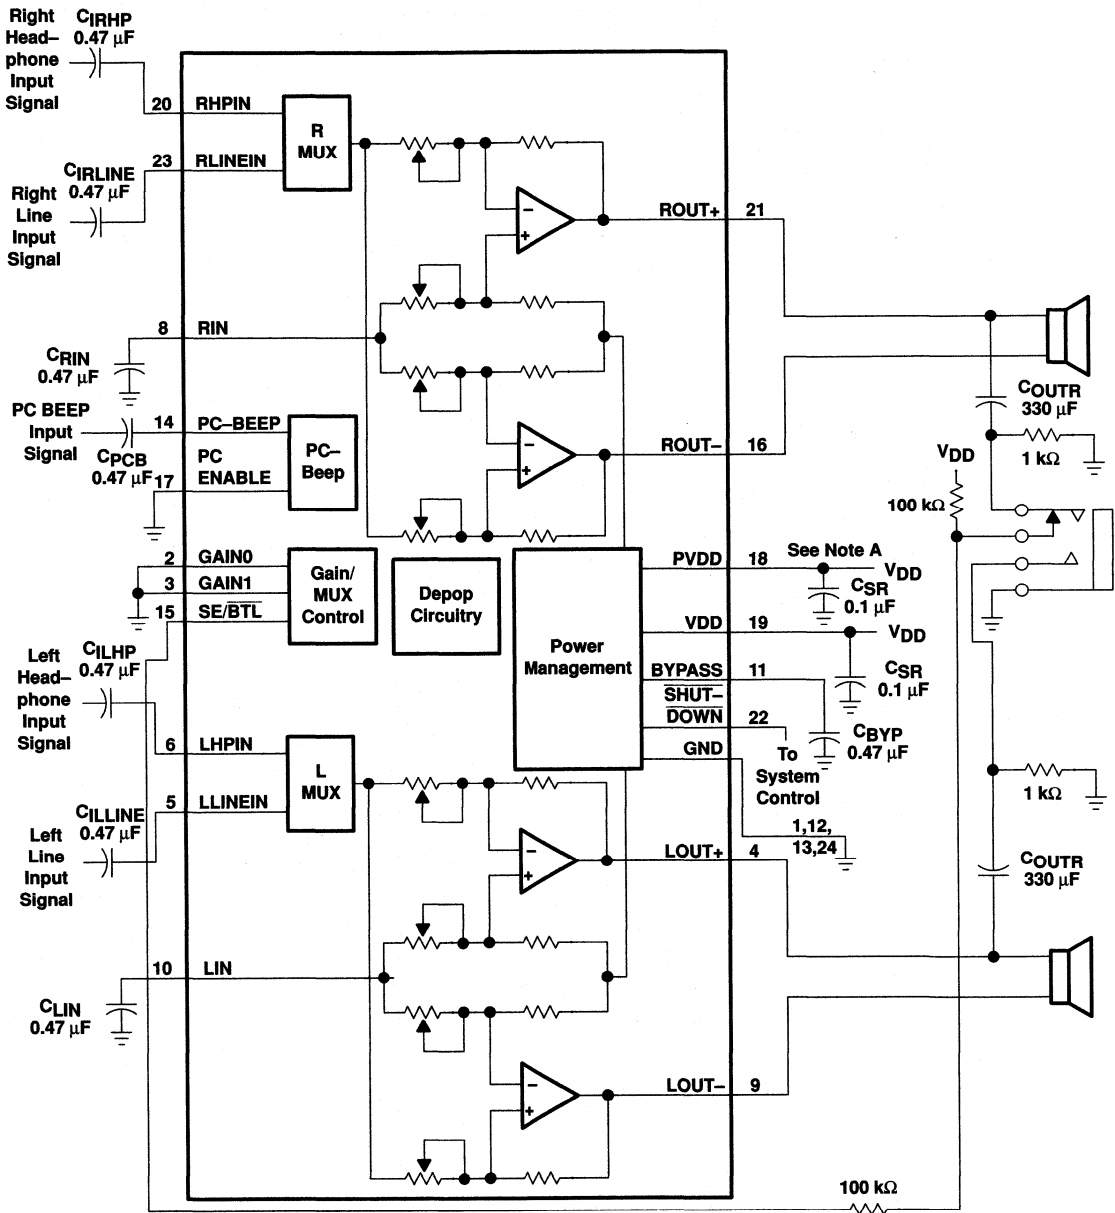 Right
Head–
phone
Input
Signal
CIRHP
0.47 µF
20 RHPIN
R
MUX
CIRLINE
0.47 µF
23 RLINEIN
Right
Line
Input
Signal
ROUT+ 21
8 RIN
CRIN
0.47 µF
COUTR
330 µF
1 kΩ
PC BEEP
Input
Signal
14 PC–BEEP
CPCB
0.47 µF
17
PC
ENABLE
PC–
Beep
ROUT– 16
VDD
100 kΩ
2 GAIN0
3 GAIN1
15 SE/BTL
Gain/
MUX
Control
Depop
Circuitry
Power
Management
PVDD 18
See Note A
VDD
CSR
0.1 µF
VDD 19
VDD
CSR
0.1 µF
BYPASS 11
SHUT–
DOWN 22
CBYP
0.47 µF
To
System
Control
GND
1,12,
13,24
Left
Head–
phone
Input
Signal
CILHP
0.47 µF
6 LHPIN
L
MUX
CILLINE
0.47 µF
5 LLINEIN
Left
Line
Input
Signal
1 kΩ
LOUT+ 4
COUTR
330 µF
10 LIN
CLIN
0.47 µF
LOUT– 9
100 kΩ